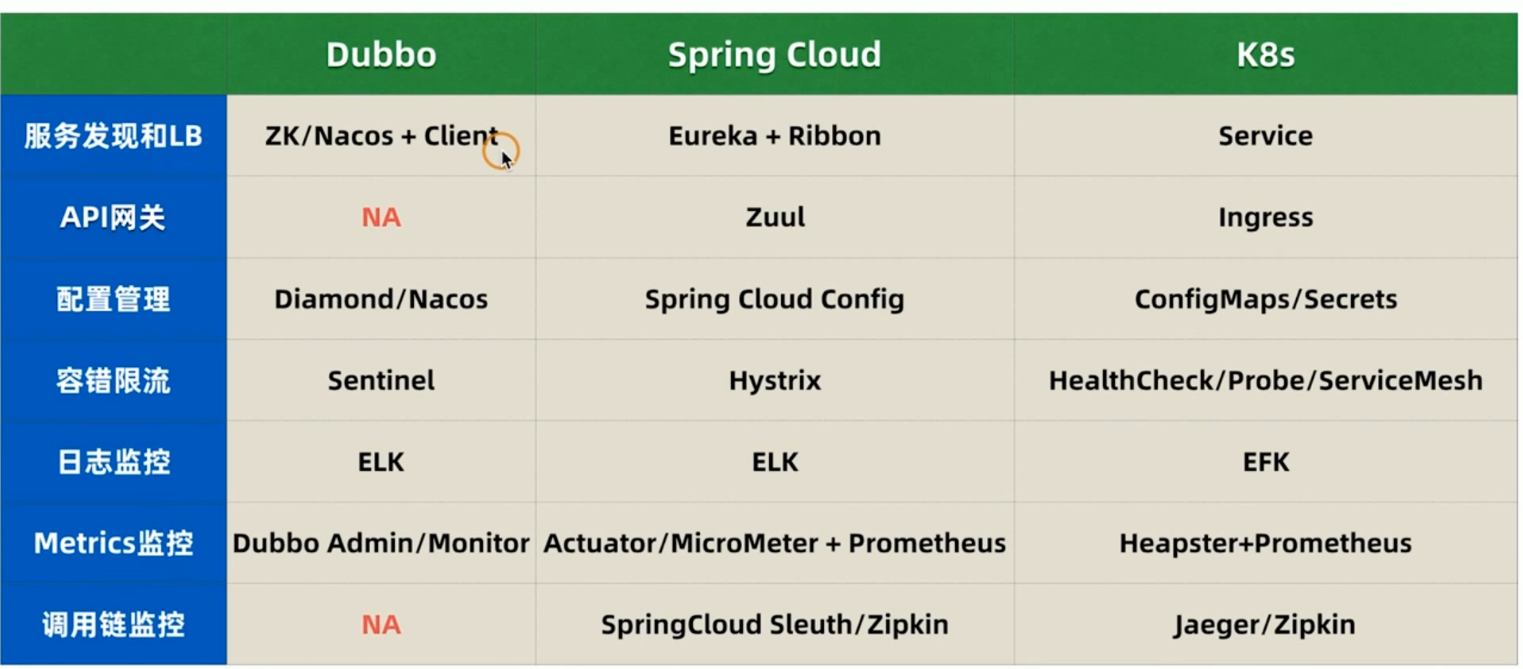 Dubbo Spring Cloud K8s
服务发现和LB ZK/Nacos + Client Eureka + Ribbon Service
API网关 NA Zuul Ingress
配置管理 Diamond/Nacos Spring Cloud Config ConfigMaps/Secrets
容错限流 Sentinel Hystrix HealthCheck/Probe/ServiceMesh
日志监控 ELK ELK EFK
Metrics监控 Dubbo Admin/Monitor Actuator/MicroMeter + Prometheus Heapster+Prometheus
调用链监控 NA SpringCloud Sleuth/Zipkin Jaeger/Zipkin